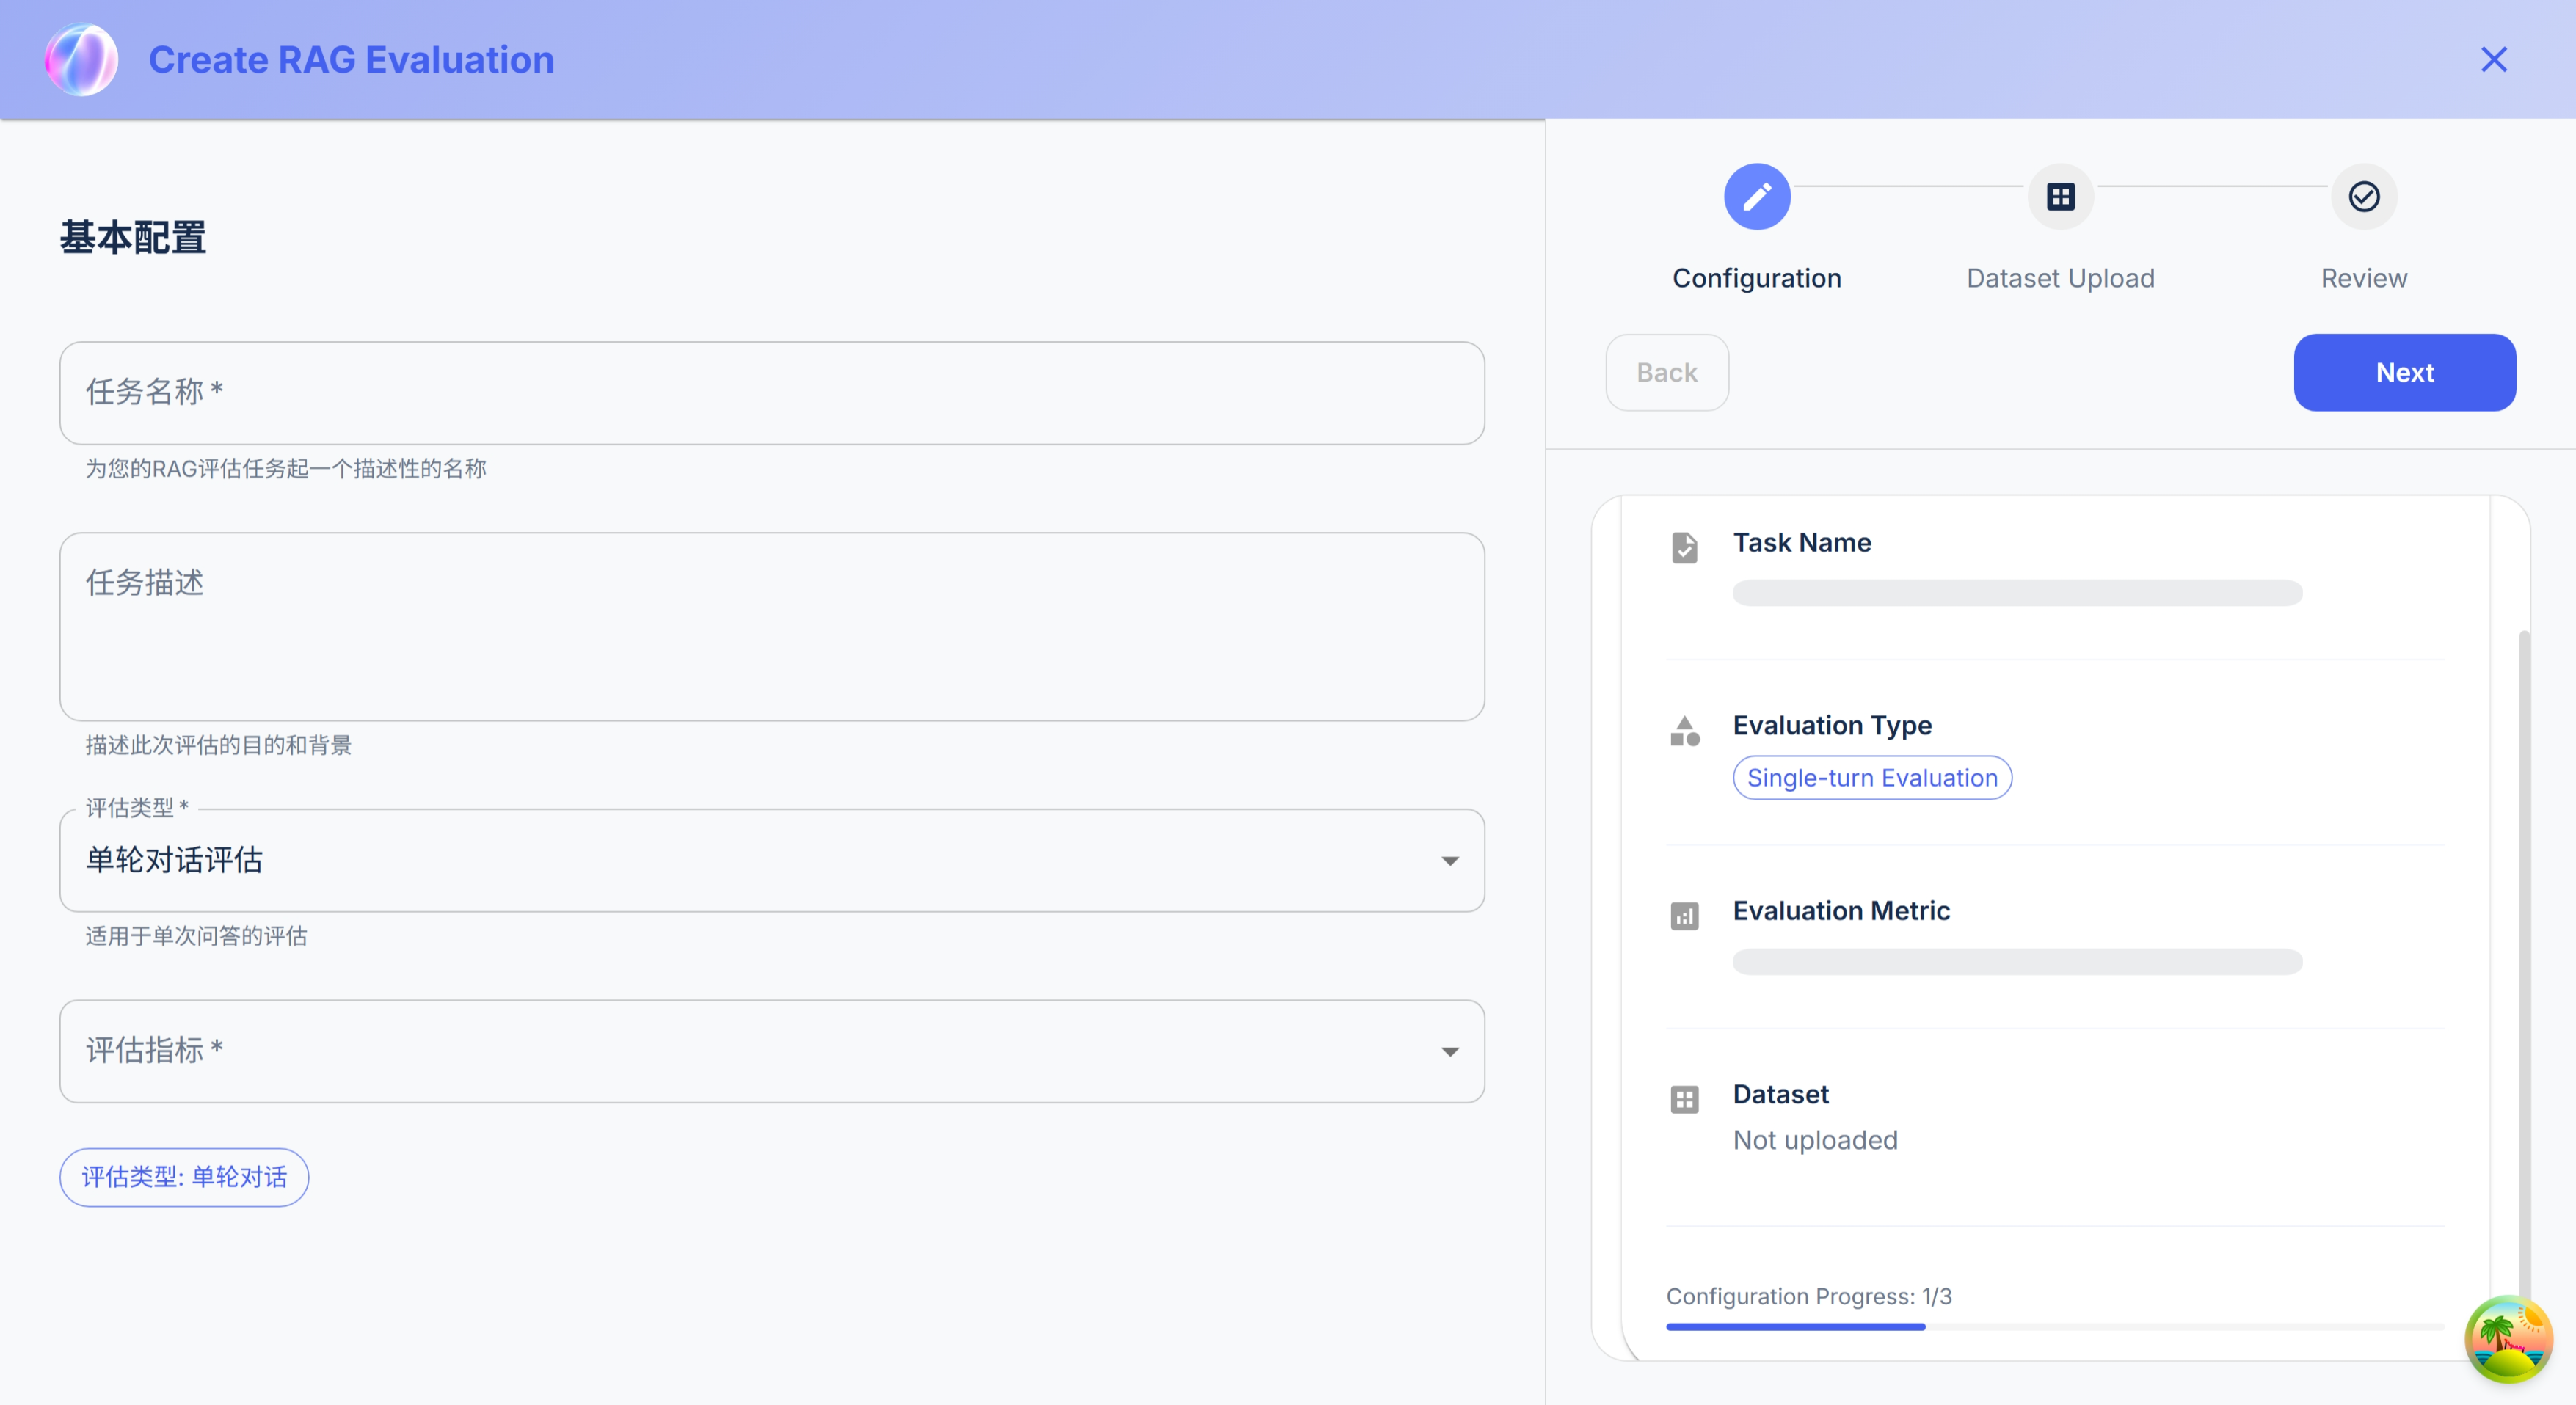 Create RAG Evaluation
基本配置
任务名称 *
为您的RAG评估任务起一个描述性的名称
任务描述
描述此次评估的目的和背景
评估类型 *
单轮对话评估
适用于单次问答的评估
评估指标 *
评估类型: 单轮对话
Configuration
Dataset Upload
Review
Back
Next
Task Name
Evaluation Type
Single-turn Evaluation
Evaluation Metric
Dataset
Not uploaded
Configuration Progress: 1/3